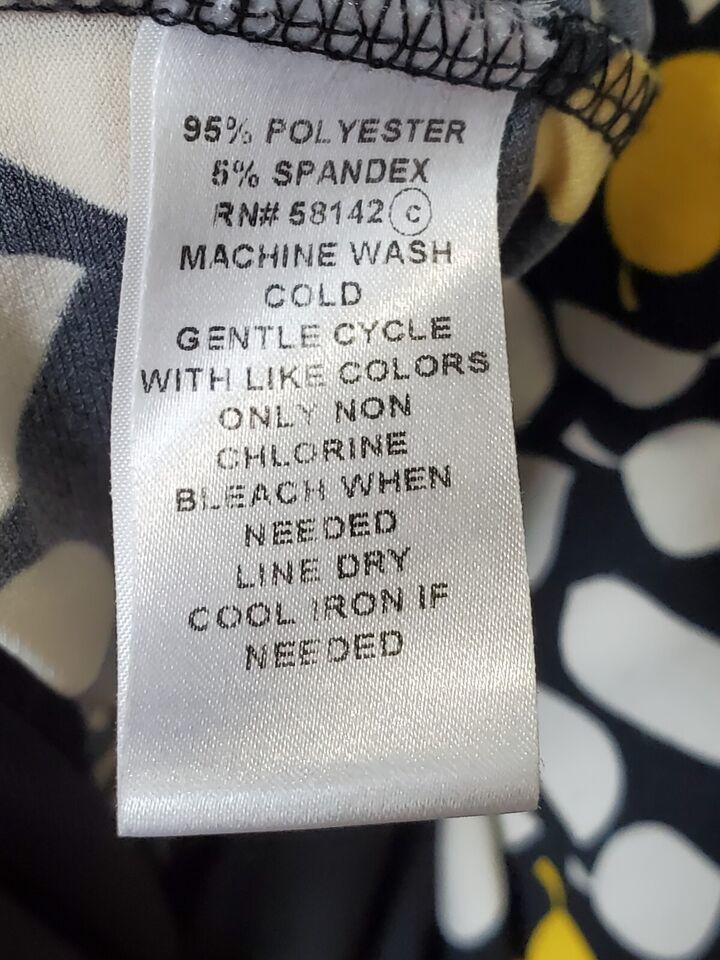 95% POLYESTER
5% SPANDEX
RN# 58142 Ⓒ
MACHINE WASH
COLD
GENTLE CYCLE
WITH LIKE COLORS
ONLY NON
CHLORINE
BLEACH WHEN
NEEDED
LINE DRY
COOL IRON IF
NEEDED